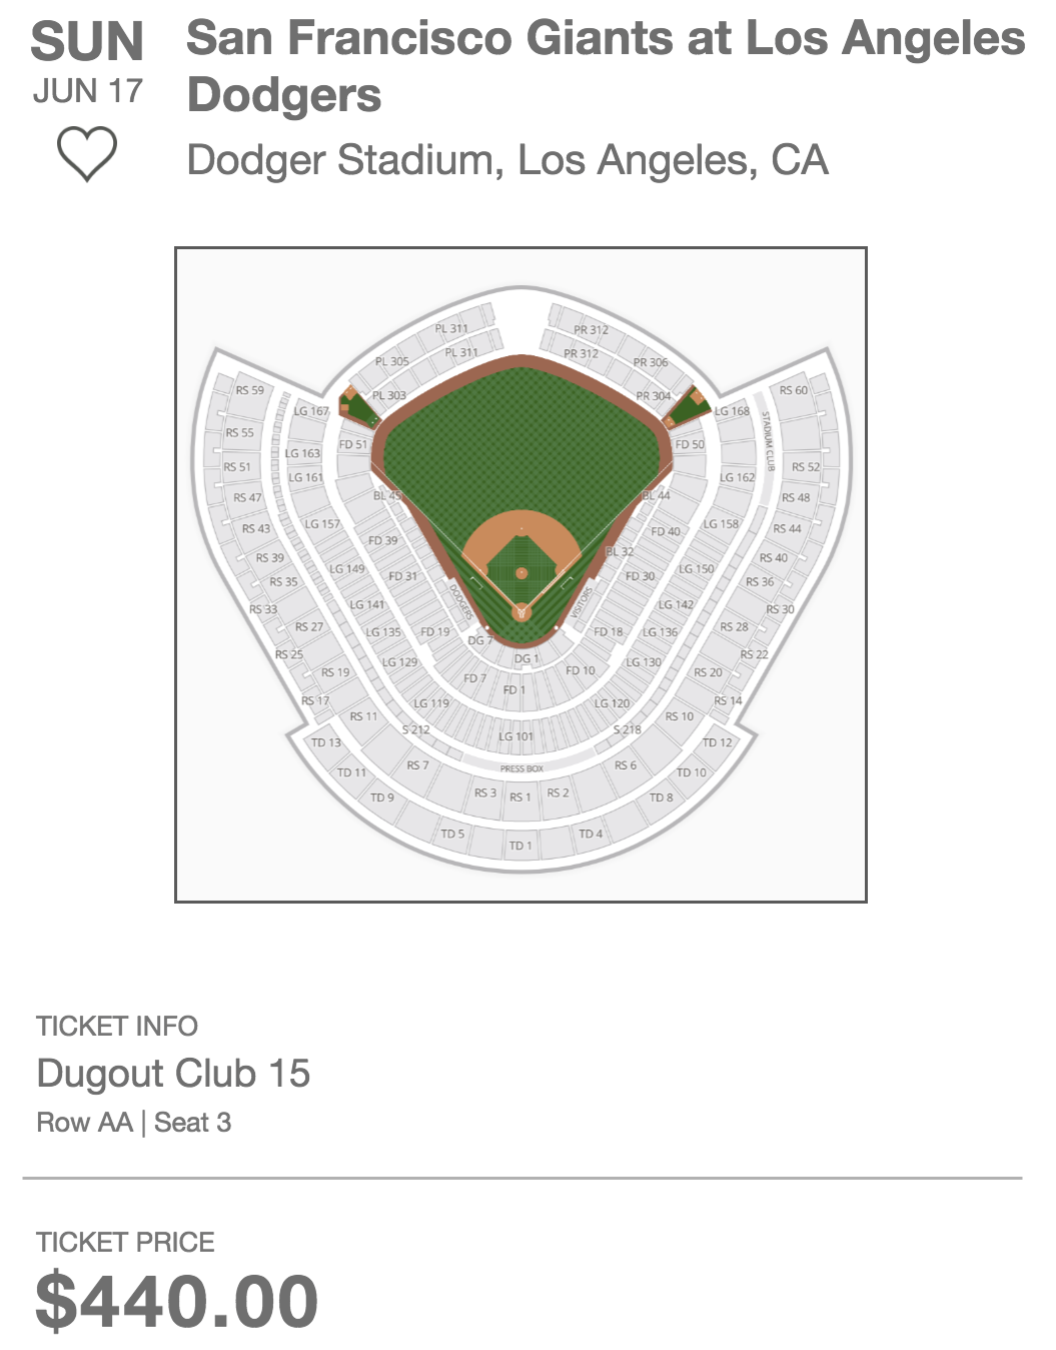 SUN
JUN 17
San Francisco Giants at Los Angeles
Dodgers
Dodger Stadium, Los Angeles, CA
PL 311
PR 312
PL 311
PR 312
PL 305
PR 306
PL 303
PR 304
RS 59
RS 60
LG 167
LG 168
STADIUM CLUB
RS 55
FD 51
FD 50
LG 163
RS 51
RS 52
LG 161
LG 162
RS 47
BL 45
BL 44
RS 48
RS 43
LG 157
FD 39
FD 40
LG 158
RS 44
RS 39
BL 32
RS 40
LG 149
FD 31
FD 30
LG 150
RS 35
RS 36
RS 33
LG 141
DODGERS
VISITORS
LG 142
RS 30
RS 27
LG 135
FD 19
DG 7
FD 18
LG 136
RS 28
RS 25
LG 129
DG 1
LG 130
RS 22
RS 19
FD 7
FD 10
RS 20
RS 17
LG 119
FD 1
LG 120
RS 14
RS 11
S 212
LG 101
S 218
RS 10
TD 13
TD 12
RS 7
PRESS BOX
RS 6
TD 11
TD 10
TD 9
RS 3
RS 1
RS 2
TD 8
TD 5
TD 1
TD 4
TICKET INFO
Dugout Club 15
Row AA | Seat 3
TICKET PRICE
$440.00